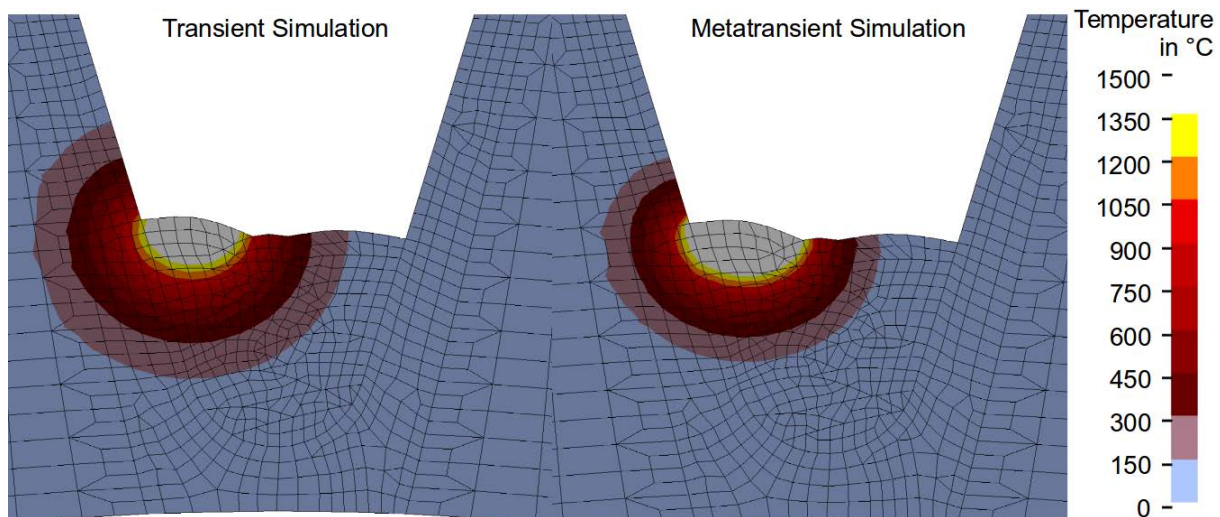 Transient Simulation
Metatransient Simulation
Temperature
in °C
1500
1350
1200
1050
900
750
600
450
300
150
0